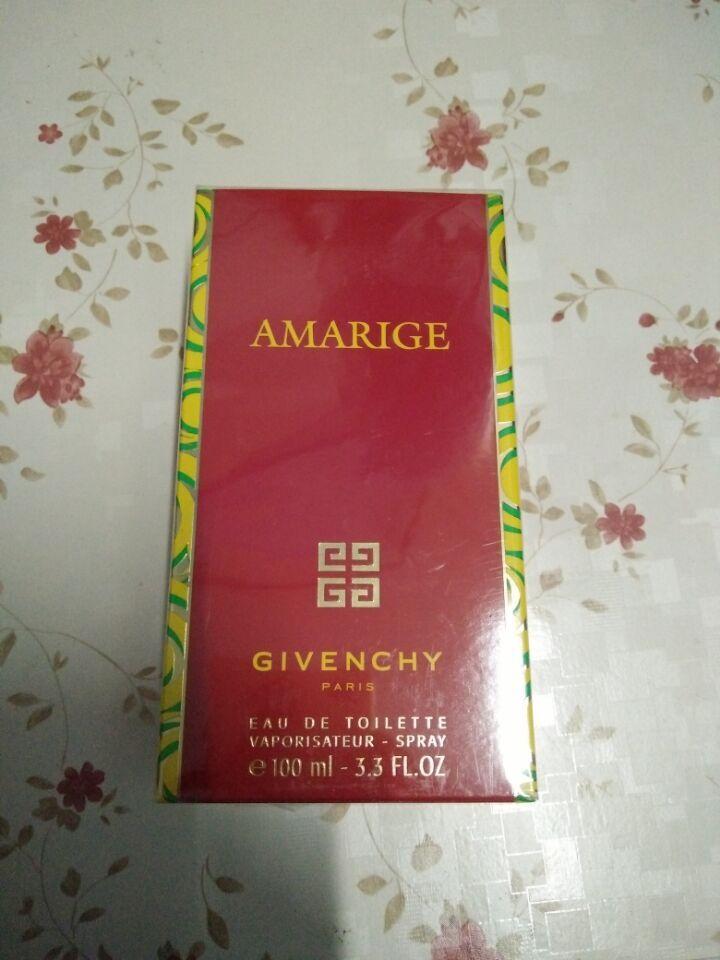 AMARIGE
GIVENCHY
PARIS
EAU DE TOILETTE
VAPORISATEUR - SPRAY
e 100 ml - 3.3 FL.OZ